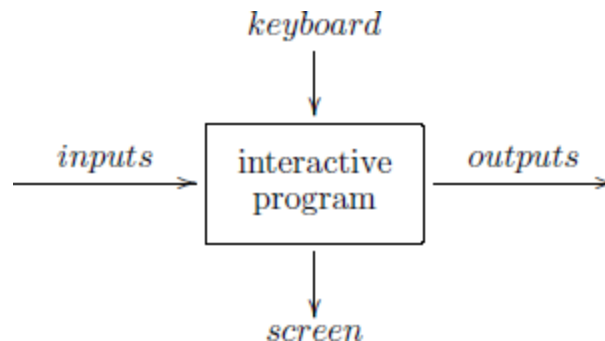 keyboard
inputs
interactive
program
outputs
screen